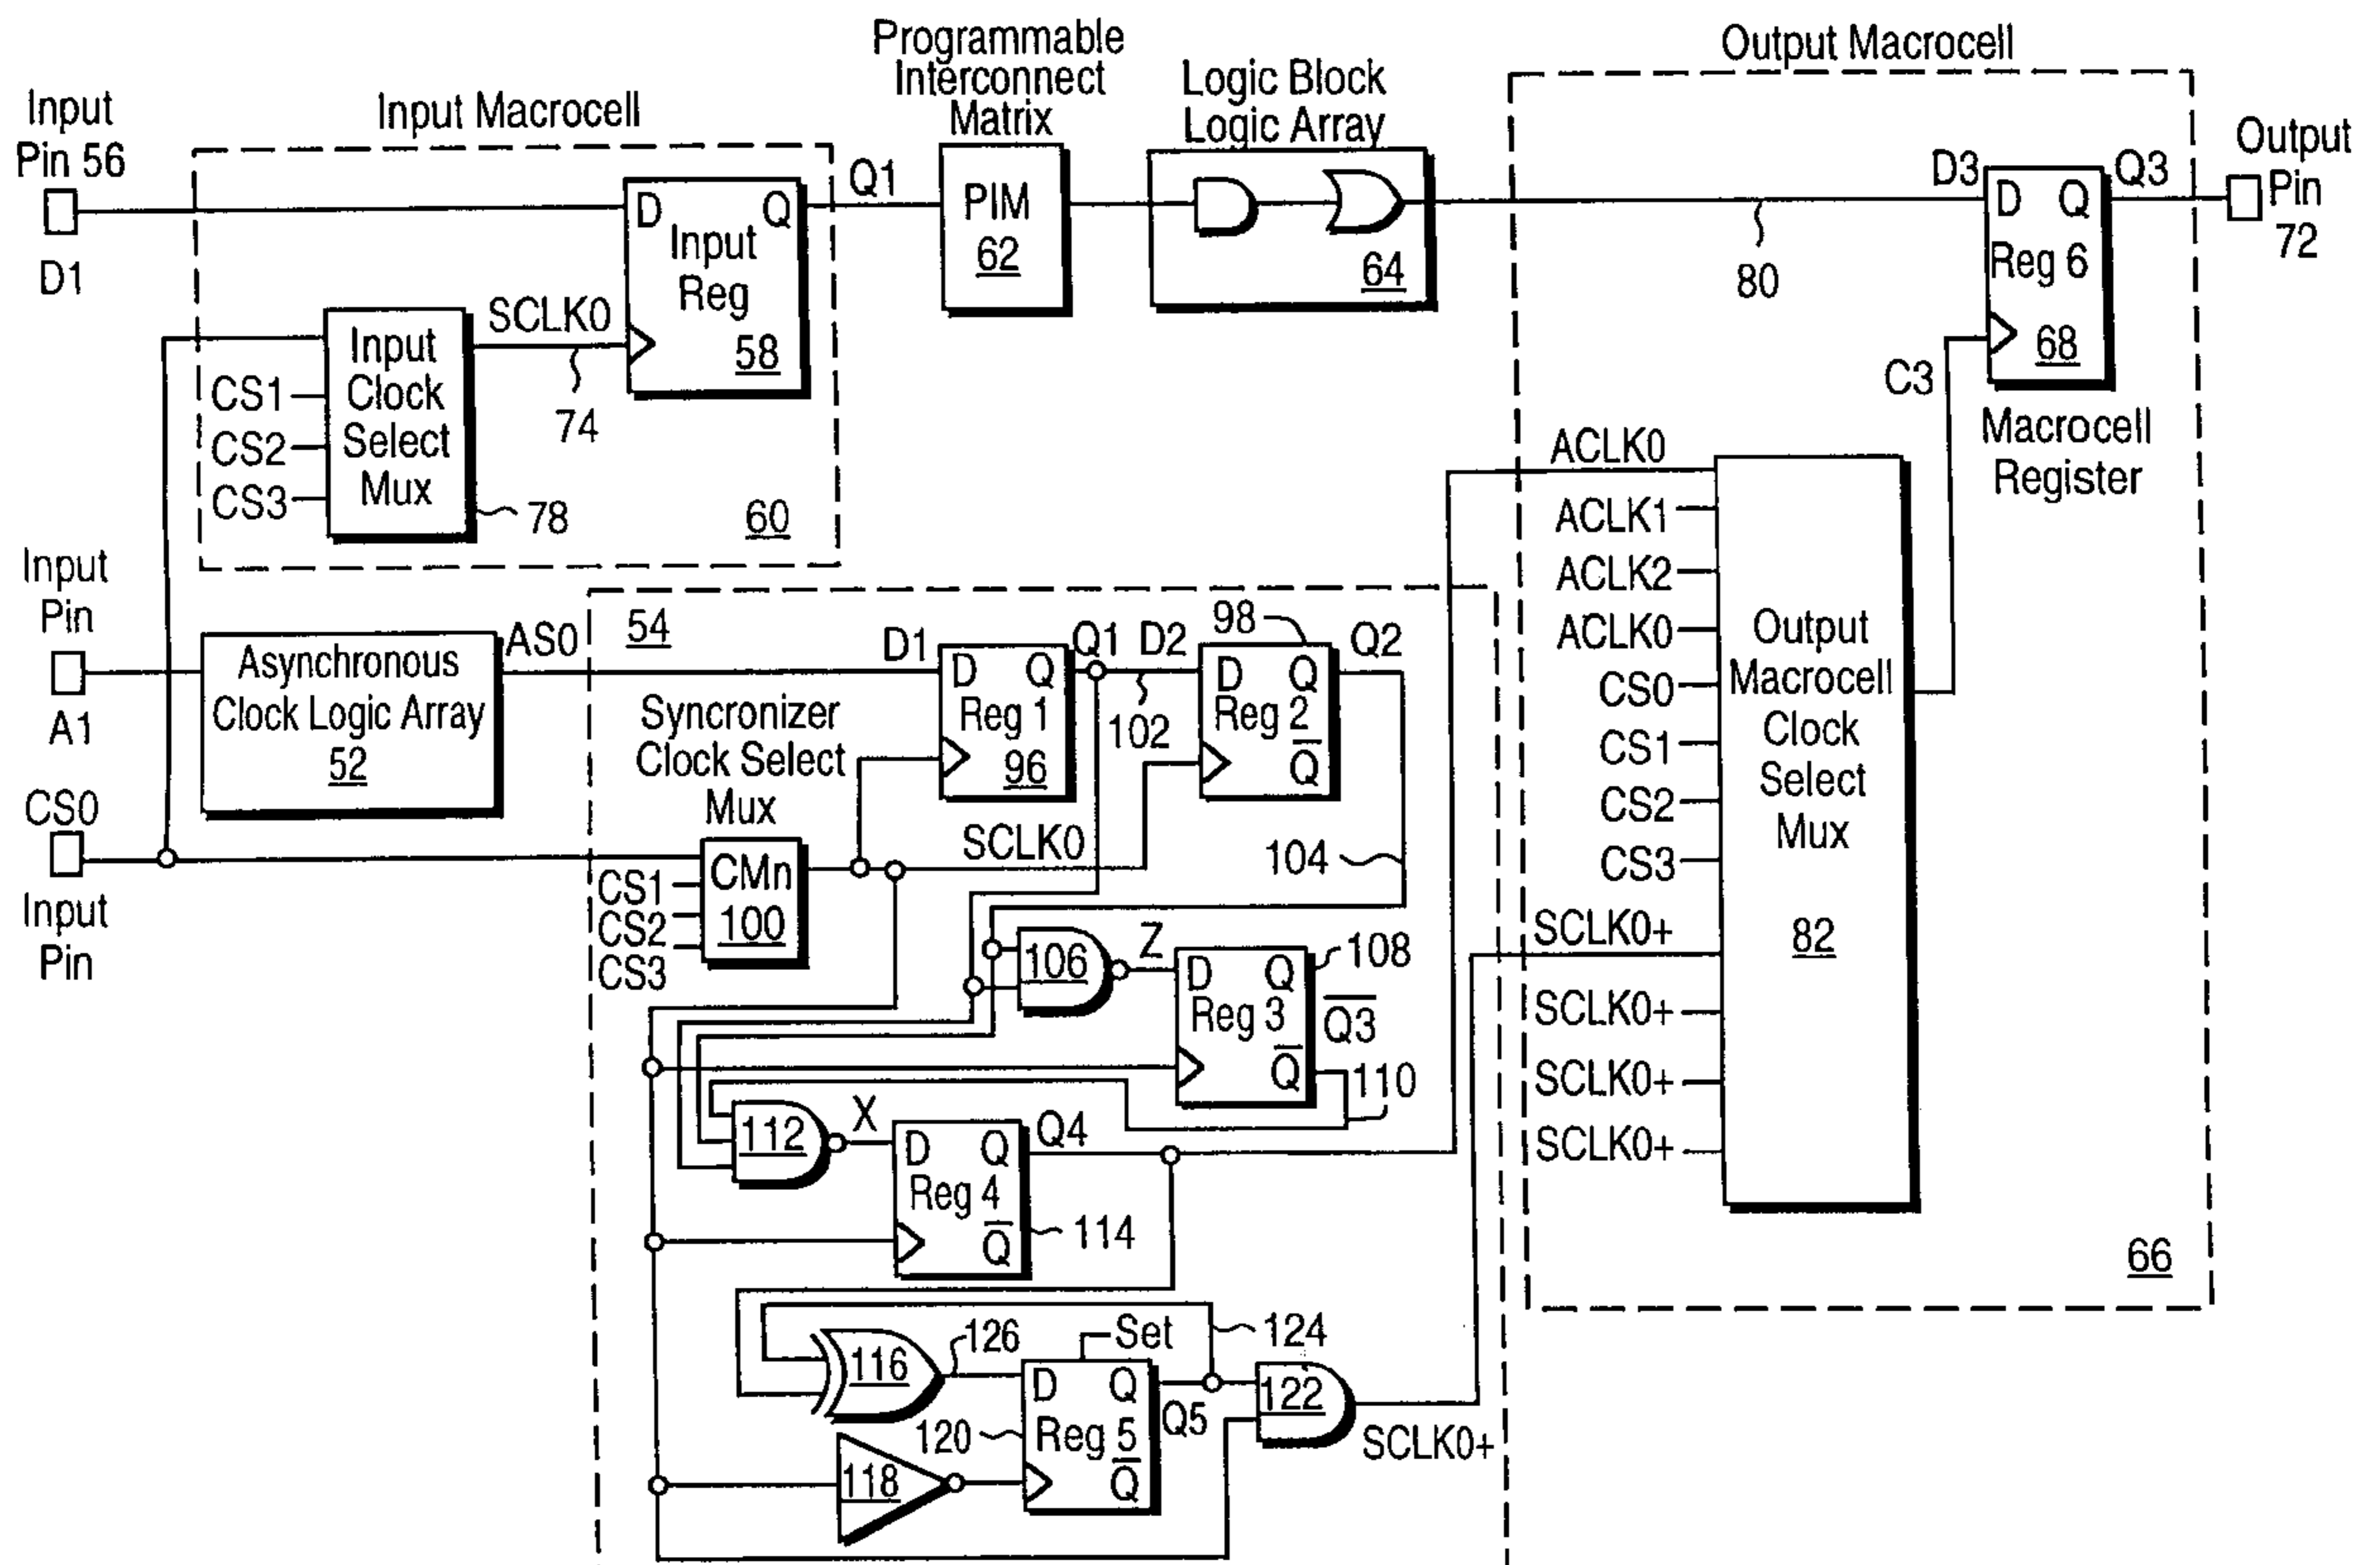 Input
Pin 56
D1
Input Macrocell
D Q
Input
Reg
58
Q1
Input
Clock
Select
Mux
SCLK0
74
CS1
CS2
CS3
78
60
Programmable
Interconnect
Matrix
PIM
62
Logic Block
Logic Array
64
Output Macrocell
80
D3
D Q
Reg 6
68
Q3
Output
Pin
72
C3
Macrocell
Register
ACLK0
ACLK1
ACLK2
ACLK0
CS0
CS1
CS2
CS3
SCLK0+
SCLK0+
SCLK0+
SCLK0+
Output
Macrocell
Clock
Select
Mux
82
66
Input
Pin
A1
Asynchronous
Clock Logic Array
52
AS0
CS0
Input
Pin
54
Syncronizer
Clock Select
Mux
CMn
100
CS1
CS2
CS3
D1
D Q
Reg 1
96
Q1
D2
102
98
D Q
Reg 2
Q̅
Q2
SCLK0
104
106
Z
D Q
Reg 3
Q̅
108
Q̅3̅
110
112
X
D Q
Reg 4
Q̅
Q4
114
116
126
Set
124
D Q
Reg 5
Q̅
120
Q5
118
122
SCLK0+